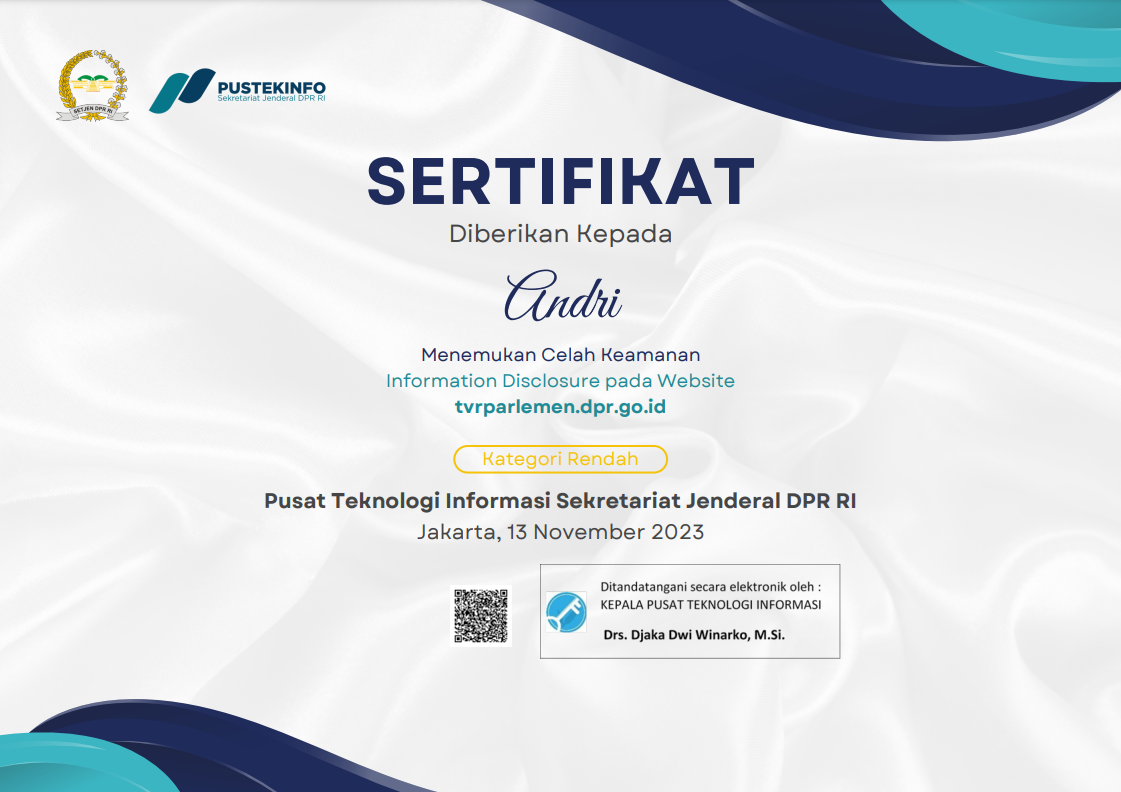 SETJEN DPR RI
PUSTEKINFO
Sekretariat Jenderal DPR RI
SERTIFIKAT
Diberikan Kepada
Andri
Menemukan Celah Keamanan
Information Disclosure pada Website
tvrparlemen.dpr.go.id
Kategori Rendah
Pusat Teknologi Informasi Sekretariat Jenderal DPR RI
Jakarta, 13 November 2023
Ditandatangani secara elektronik oleh :
KEPALA PUSAT TEKNOLOGI INFORMASI
Drs. Djaka Dwi Winarko, M.Si.